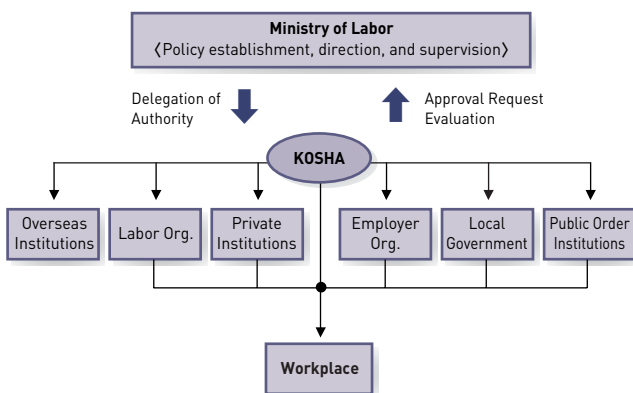 Ministry of Labor
〈Policy establishment, direction, and supervision〉
Delegation of
Authority
Approval Request
Evaluation
KOSHA
Overseas
Institutions
Labor Org.
Private
Institutions
Employer
Org.
Local
Government
Public Order
Institutions
Workplace